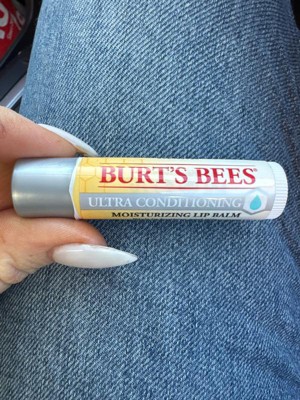 BURT'S BEES
ULTRA CONDITIONING
MOISTURIZING LIP BALM